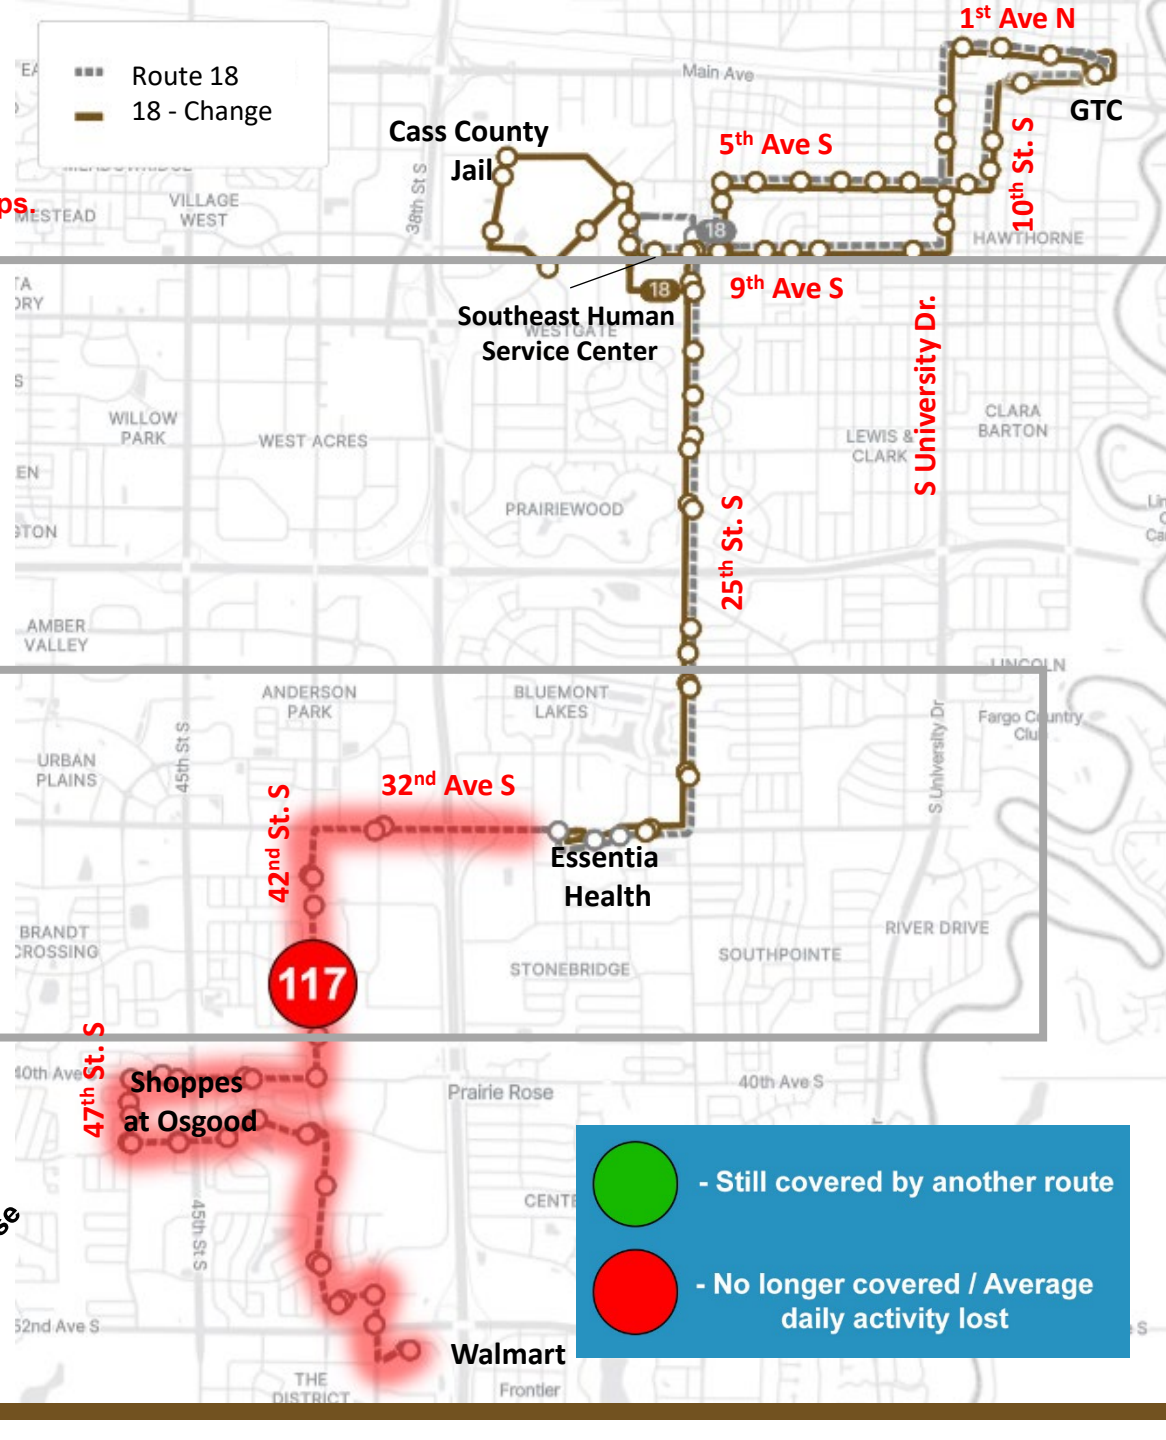 1st Ave N
Route 18
18 - Change
Main Ave
GTC
Cass County
Jail
5th Ave S
10th St. S
38th St S
ps.
MESTEAD
VILLAGE
WEST
18
HAWTHORNE
18
9th Ave S
Southeast Human
Service Center
WESTGATE
S University Dr.
WILLOW
PARK
WEST ACRES
LEWIS &
CLARK
CLARA
BARTON
EN
PRAIRIEWOOD
25th St. S
GTON
AMBER
VALLEY
LINCOLN
ANDERSON
PARK
BLUEMONT
LAKES
Fargo Country
Club
45th St S
S University Dr
URBAN
PLAINS
32nd Ave S
42nd St. S
Essentia
Health
BRANDT
CROSSING
RIVER DRIVE
SOUTHPOINTE
STONEBRIDGE
117
47th St. S
40th Ave
Shoppes
at Osgood
Prairie Rose
40th Ave S
- Still covered by another route
CENTE
45th St S
se
- No longer covered / Average
daily activity lost
52nd Ave S
S
Walmart
THE
DISTRICT
Frontier